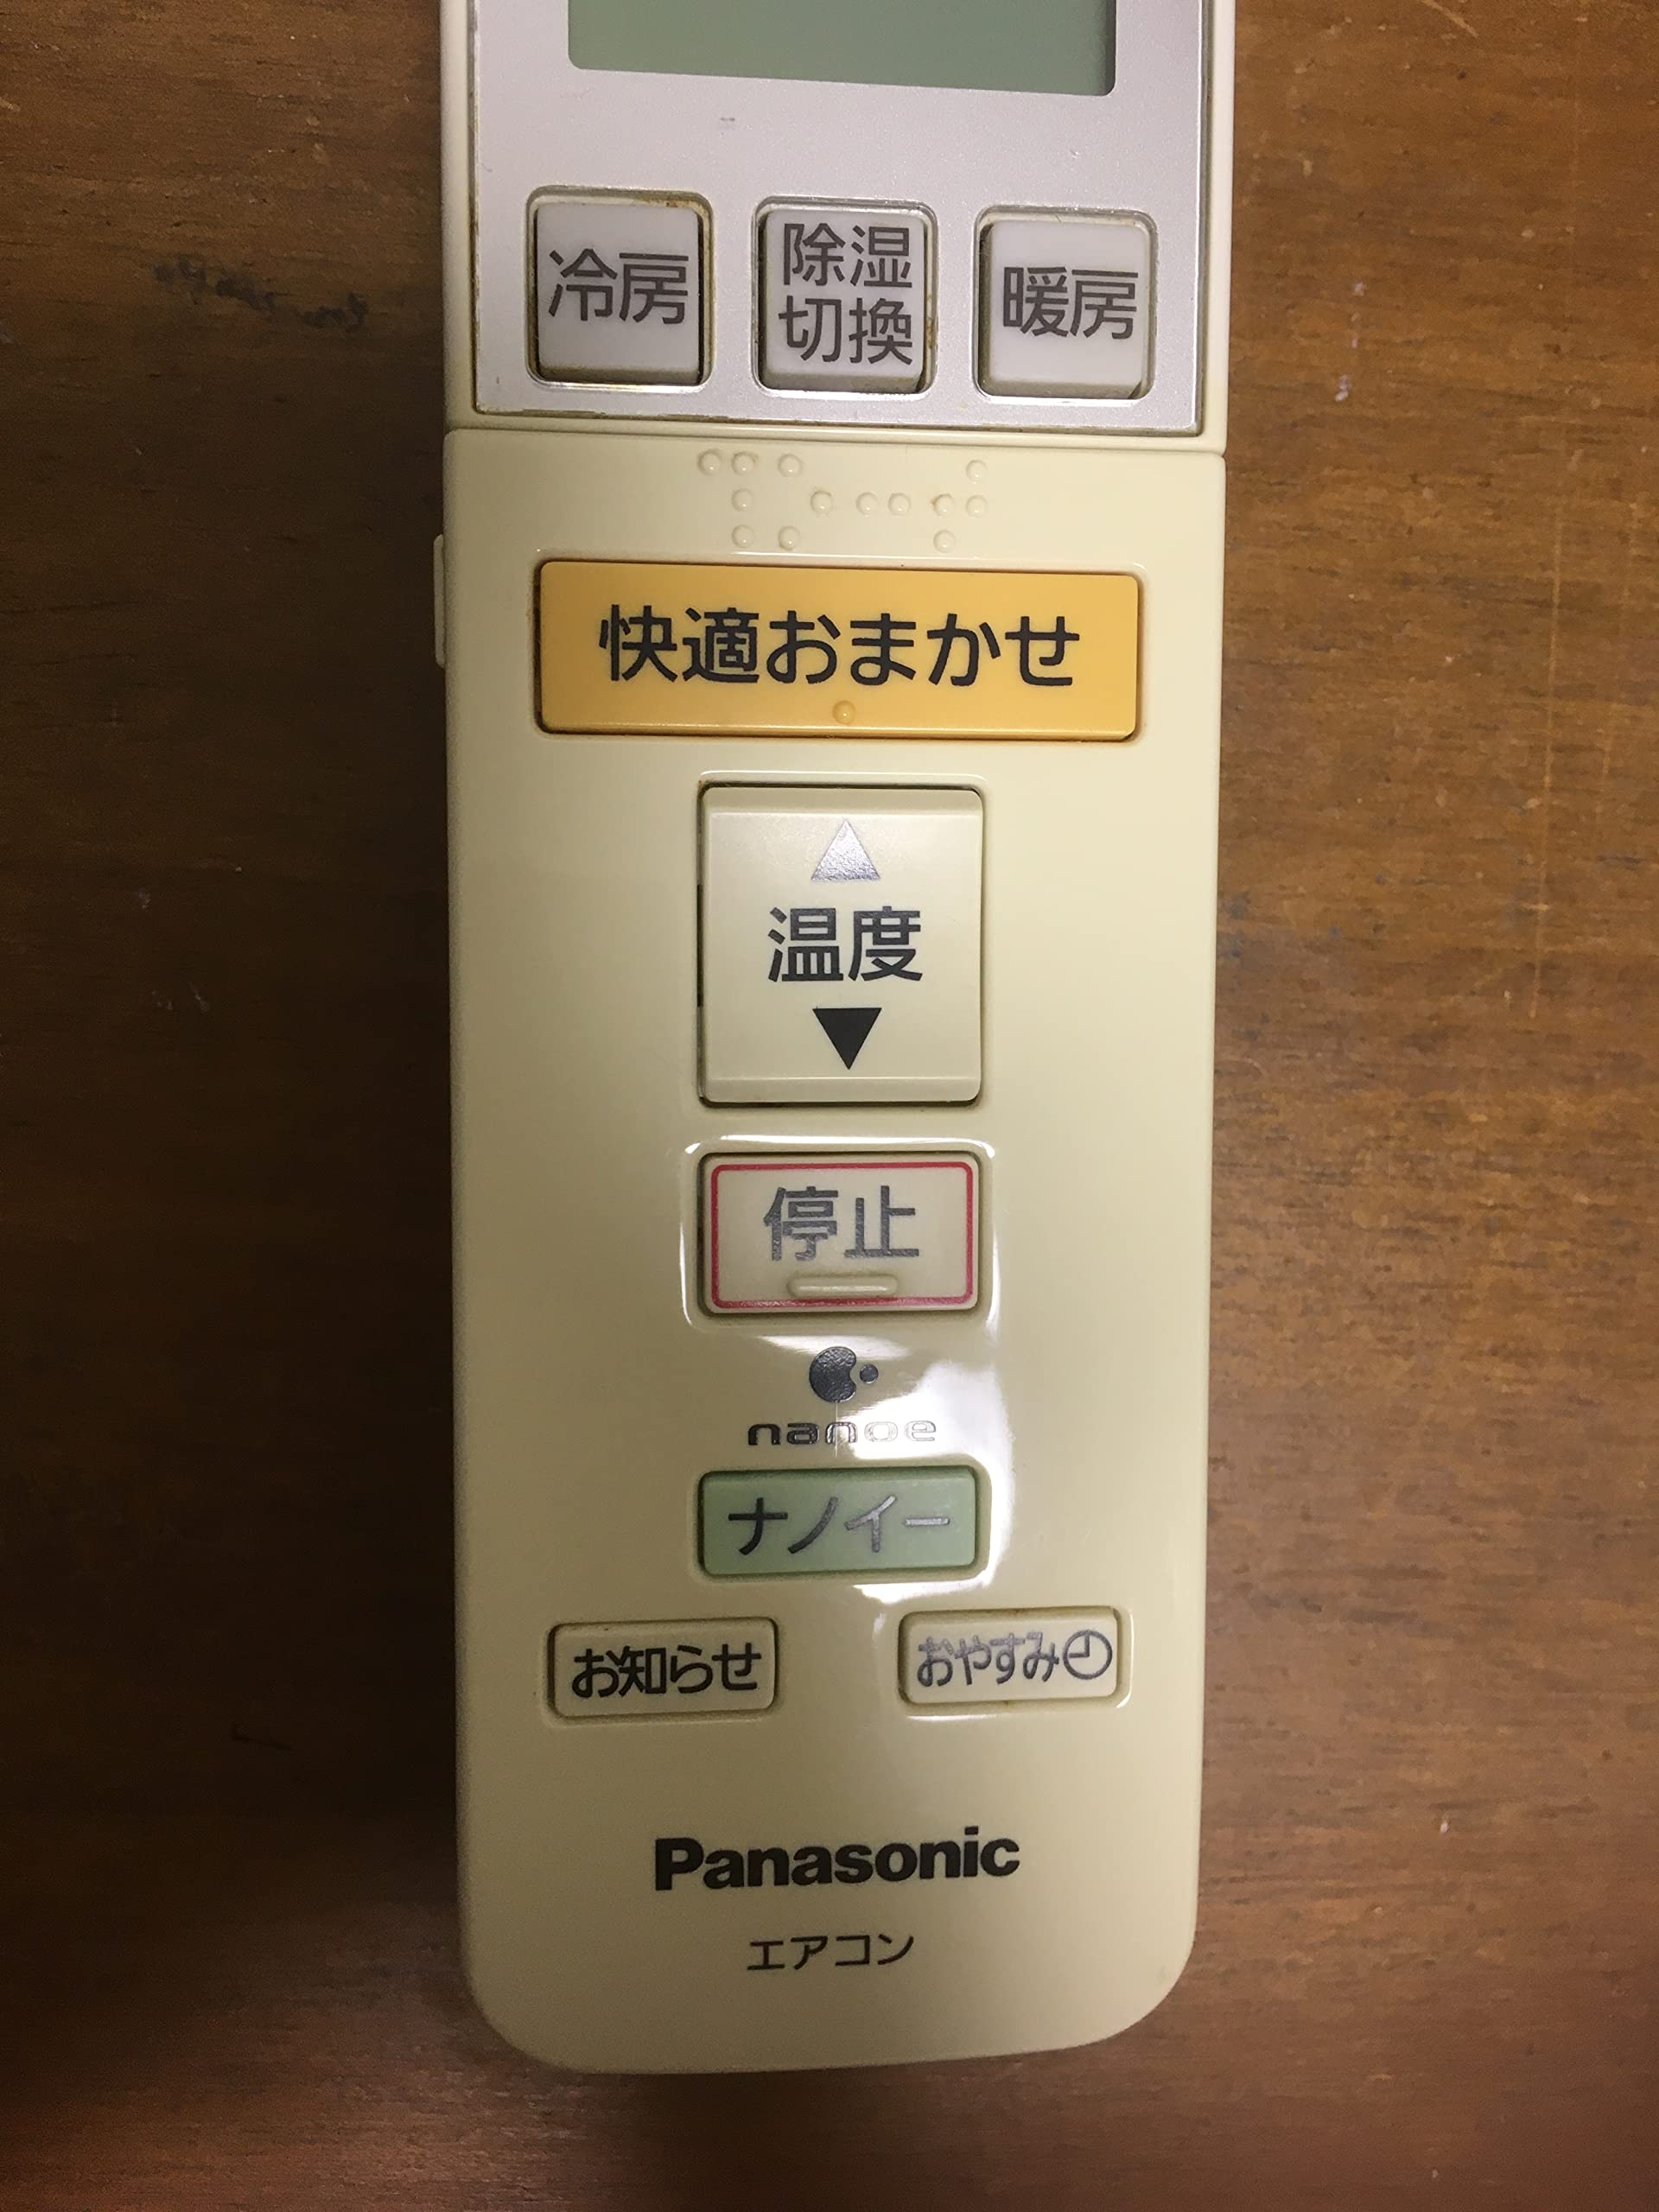 冷房
除湿
切換
暖房
快適おまかせ
▲
温度
▼
停止
nanoe
ナノイー
お知らせ
おやすみ
Panasonic
エアコン